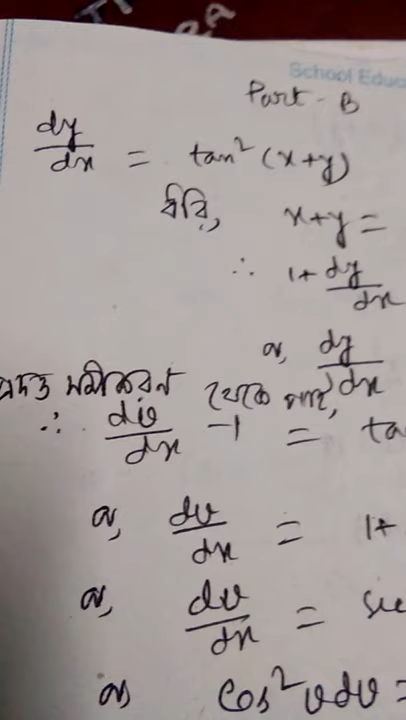 School Educ
Part - B
dy/dx = tan²(x+y)
ধরি, x+y =
∴ 1+ dy/dx
বা, dy/dx
প্রদত্ত সমীকরণ থেকে পাই,
∴ dv/dx -1 = ta
বা, dv/dx = 1+
বা, dv/dx = sec
বা cos²v dv =